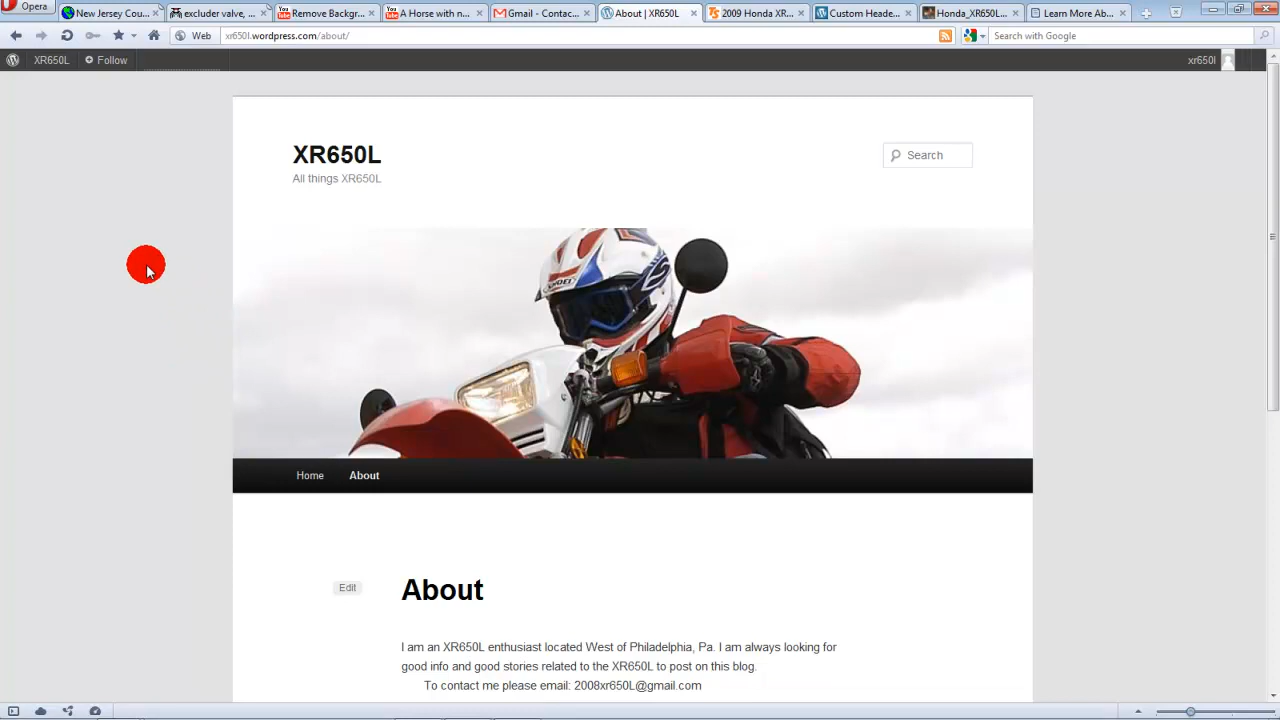 Opera
New Jersey Cou...
excluder valve, ...
Remove Backgr...
A Horse with n...
Gmail - Contac...
About | XR650L
2009 Honda XR...
Custom Heade...
Honda_XR650L...
Learn More Ab...
Web
xr650l.wordpress.com/about/
Search with Google
XR650L
Follow
xr650l
XR650L
Search
All things XR650L
SHOEI
Home
About
Edit
About
I am an XR650L enthusiast located West of Philadelphia, Pa. I am always looking for
good info and good stories related to the XR650L to post on this blog.
To contact me please email: 2008xr650L@gmail.com